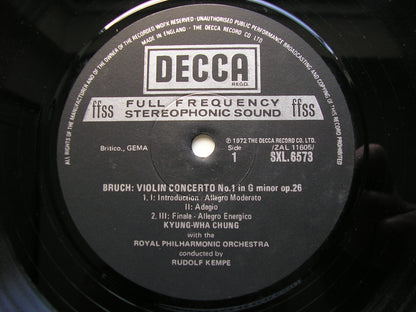 ALL RIGHTS OF THE MANUFACTURER AND OF THE OWNER OF THE RECORDED WORK RESERVED · UNAUTHORISED PUBLIC PERFORMANCE BROADCASTING AND COPYING OF THIS RECORD PROHIBITED
MADE IN ENGLAND · THE DECCA RECORD CO LTD
DECCA
REGD.
ffss FULL FREQUENCY ffss
STEREOPHONIC SOUND
Britico., GEMA
℗ 1972 THE DECCA RECORD CO. LTD.
Side /ZAL 11605/
1 SXL.6573
BRUCH: VIOLIN CONCERTO No.1 in G minor op.26
1. I: Introduction - Allegro Moderato
II: Adagio
2. III: Finale - Allegro Energico
KYUNG-WHA CHUNG
with the
ROYAL PHILHARMONIC ORCHESTRA
conducted by
RUDOLF KEMPE